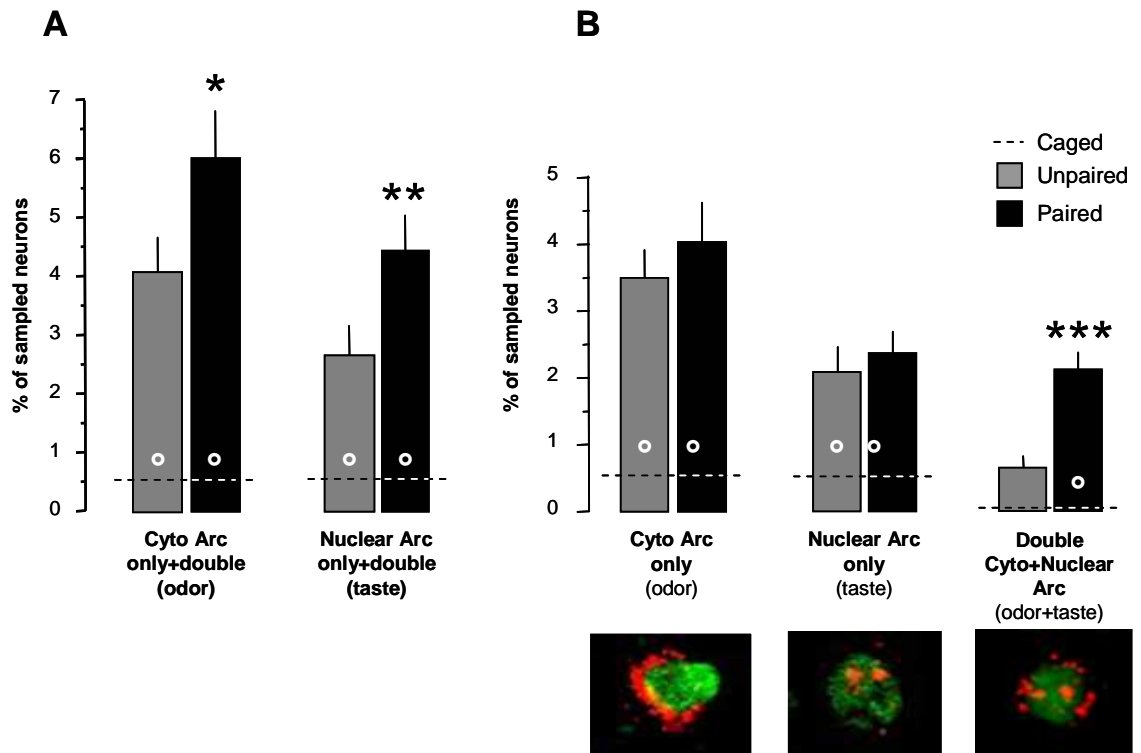 A
% of sampled neurons
7
6
5
4
3
2
1
0
*
**
Cyto Arc
only+double
(odor)
Nuclear Arc
only+double
(taste)
B
% of sampled neurons
5
4
3
2
1
0
***
Caged
Unpaired
Paired
Cyto Arc
only
(odor)
Nuclear Arc
only
(taste)
Double
Cyto+Nuclear
Arc
(odor+taste)